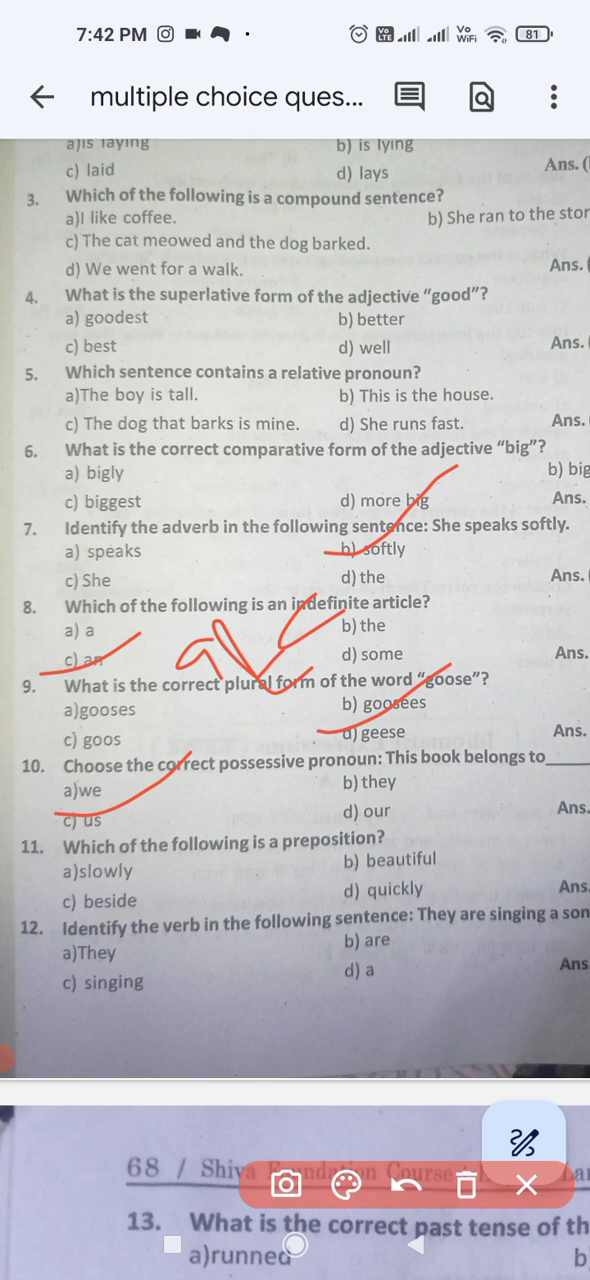 7:42 PM
Vo LTE Vo WiFi 81
multiple choice ques...
a)is laying b) is lying
c) laid d) lays Ans. (
3. Which of the following is a compound sentence?
a)I like coffee. b) She ran to the stor
c) The cat meowed and the dog barked.
d) We went for a walk. Ans. (
4. What is the superlative form of the adjective "good"?
a) goodest b) better
c) best d) well Ans. (
5. Which sentence contains a relative pronoun?
a)The boy is tall. b) This is the house.
c) The dog that barks is mine. d) She runs fast. Ans.
6. What is the correct comparative form of the adjective "big"?
a) bigly b) big
c) biggest d) more big Ans.
7. Identify the adverb in the following sentence: She speaks softly.
a) speaks b) softly
c) She d) the Ans. (
8. Which of the following is an indefinite article?
a) a b) the
c) an d) some Ans.
9. What is the correct plural form of the word "goose"?
a)gooses b) goosees
c) goos d) geese Ans.
10. Choose the correct possessive pronoun: This book belongs to____
a)we b) they
c) us d) our Ans.
11. Which of the following is a preposition?
a)slowly b) beautiful
c) beside d) quickly Ans.
12. Identify the verb in the following sentence: They are singing a son
a)They b) are
c) singing d) a Ans
68 / Shiva Foundation Course
13. What is the correct past tense of th
a)runned b